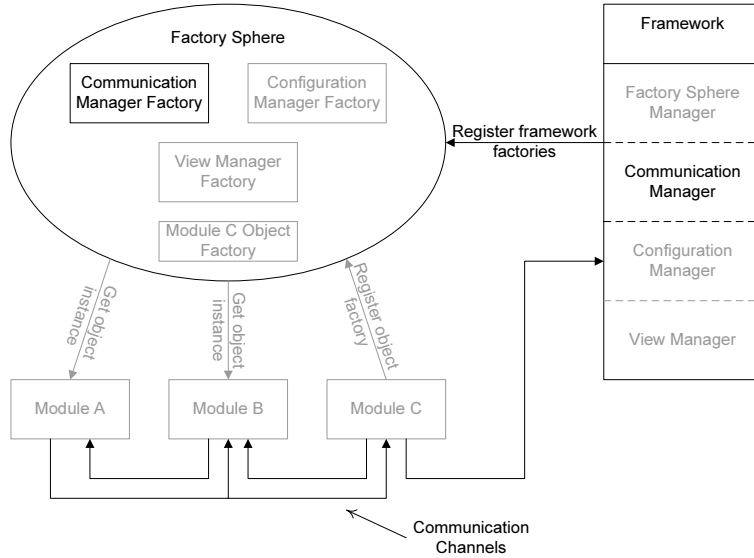 Factory Sphere
Framework
Communication
Manager Factory
Configuration
Manager Factory
Factory Sphere
Manager
Register framework
factories
View Manager
Factory
Communication
Manager
Module C Object
Factory
Configuration
Manager
Get object
instance
Get object
instance
Register object
factory
View Manager
Module A
Module B
Module C
Communication
Channels